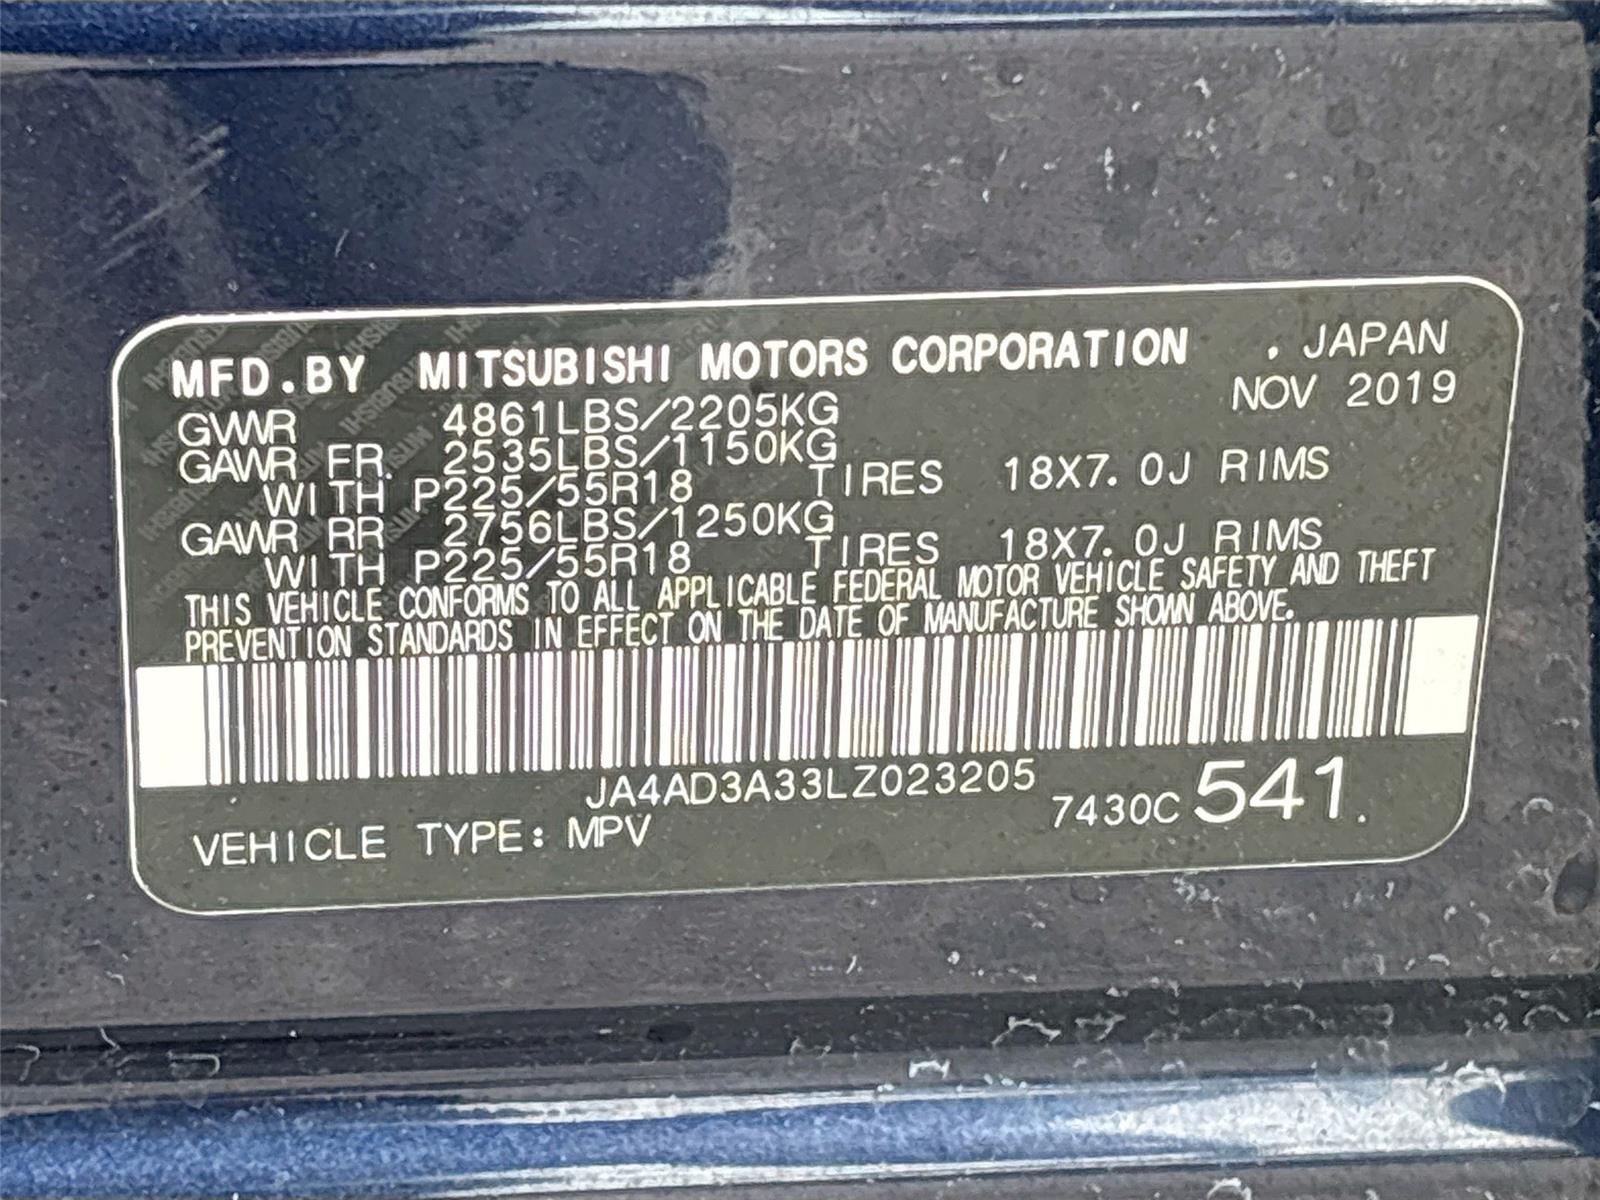 MFD.BY MITSUBISHI MOTORS CORPORATION . JAPAN
NOV 2019
GVWR 4861LBS/2205KG
GAWR FR. 2535LBS/1150KG
WITH P225/55R18 TIRES 18X7.0J RIMS
GAWR RR 2756LBS/1250KG
WITH P225/55R18 TIRES 18X7.0J RIMS
THIS VEHICLE CONFORMS TO ALL APPLICABLE FEDERAL MOTOR VEHICLE SAFETY AND THEFT
PREVENTION STANDARDS IN EFFECT ON THE DATE OF MANUFACTURE SHOWN ABOVE.
JA4AD3A33LZ023205
7430C 541.
VEHICLE TYPE: MPV